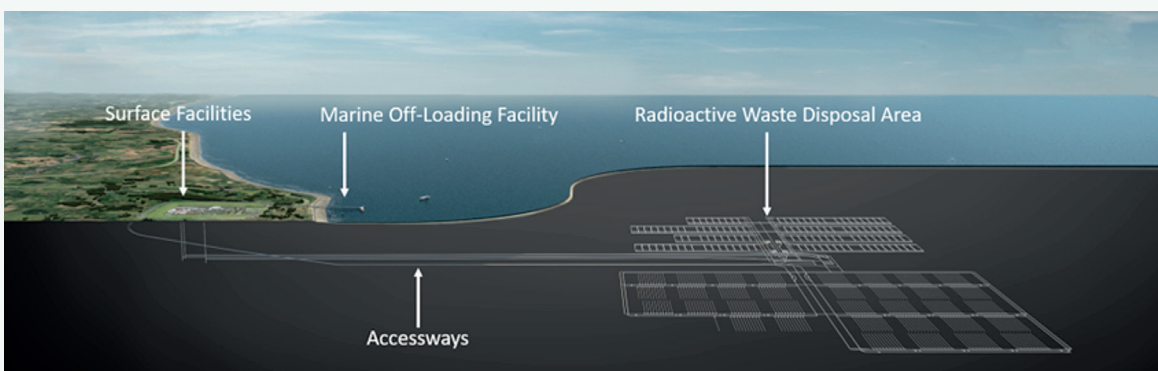 Surface Facilities
Marine Off-Loading Facility
Radioactive Waste Disposal Area
Accessways